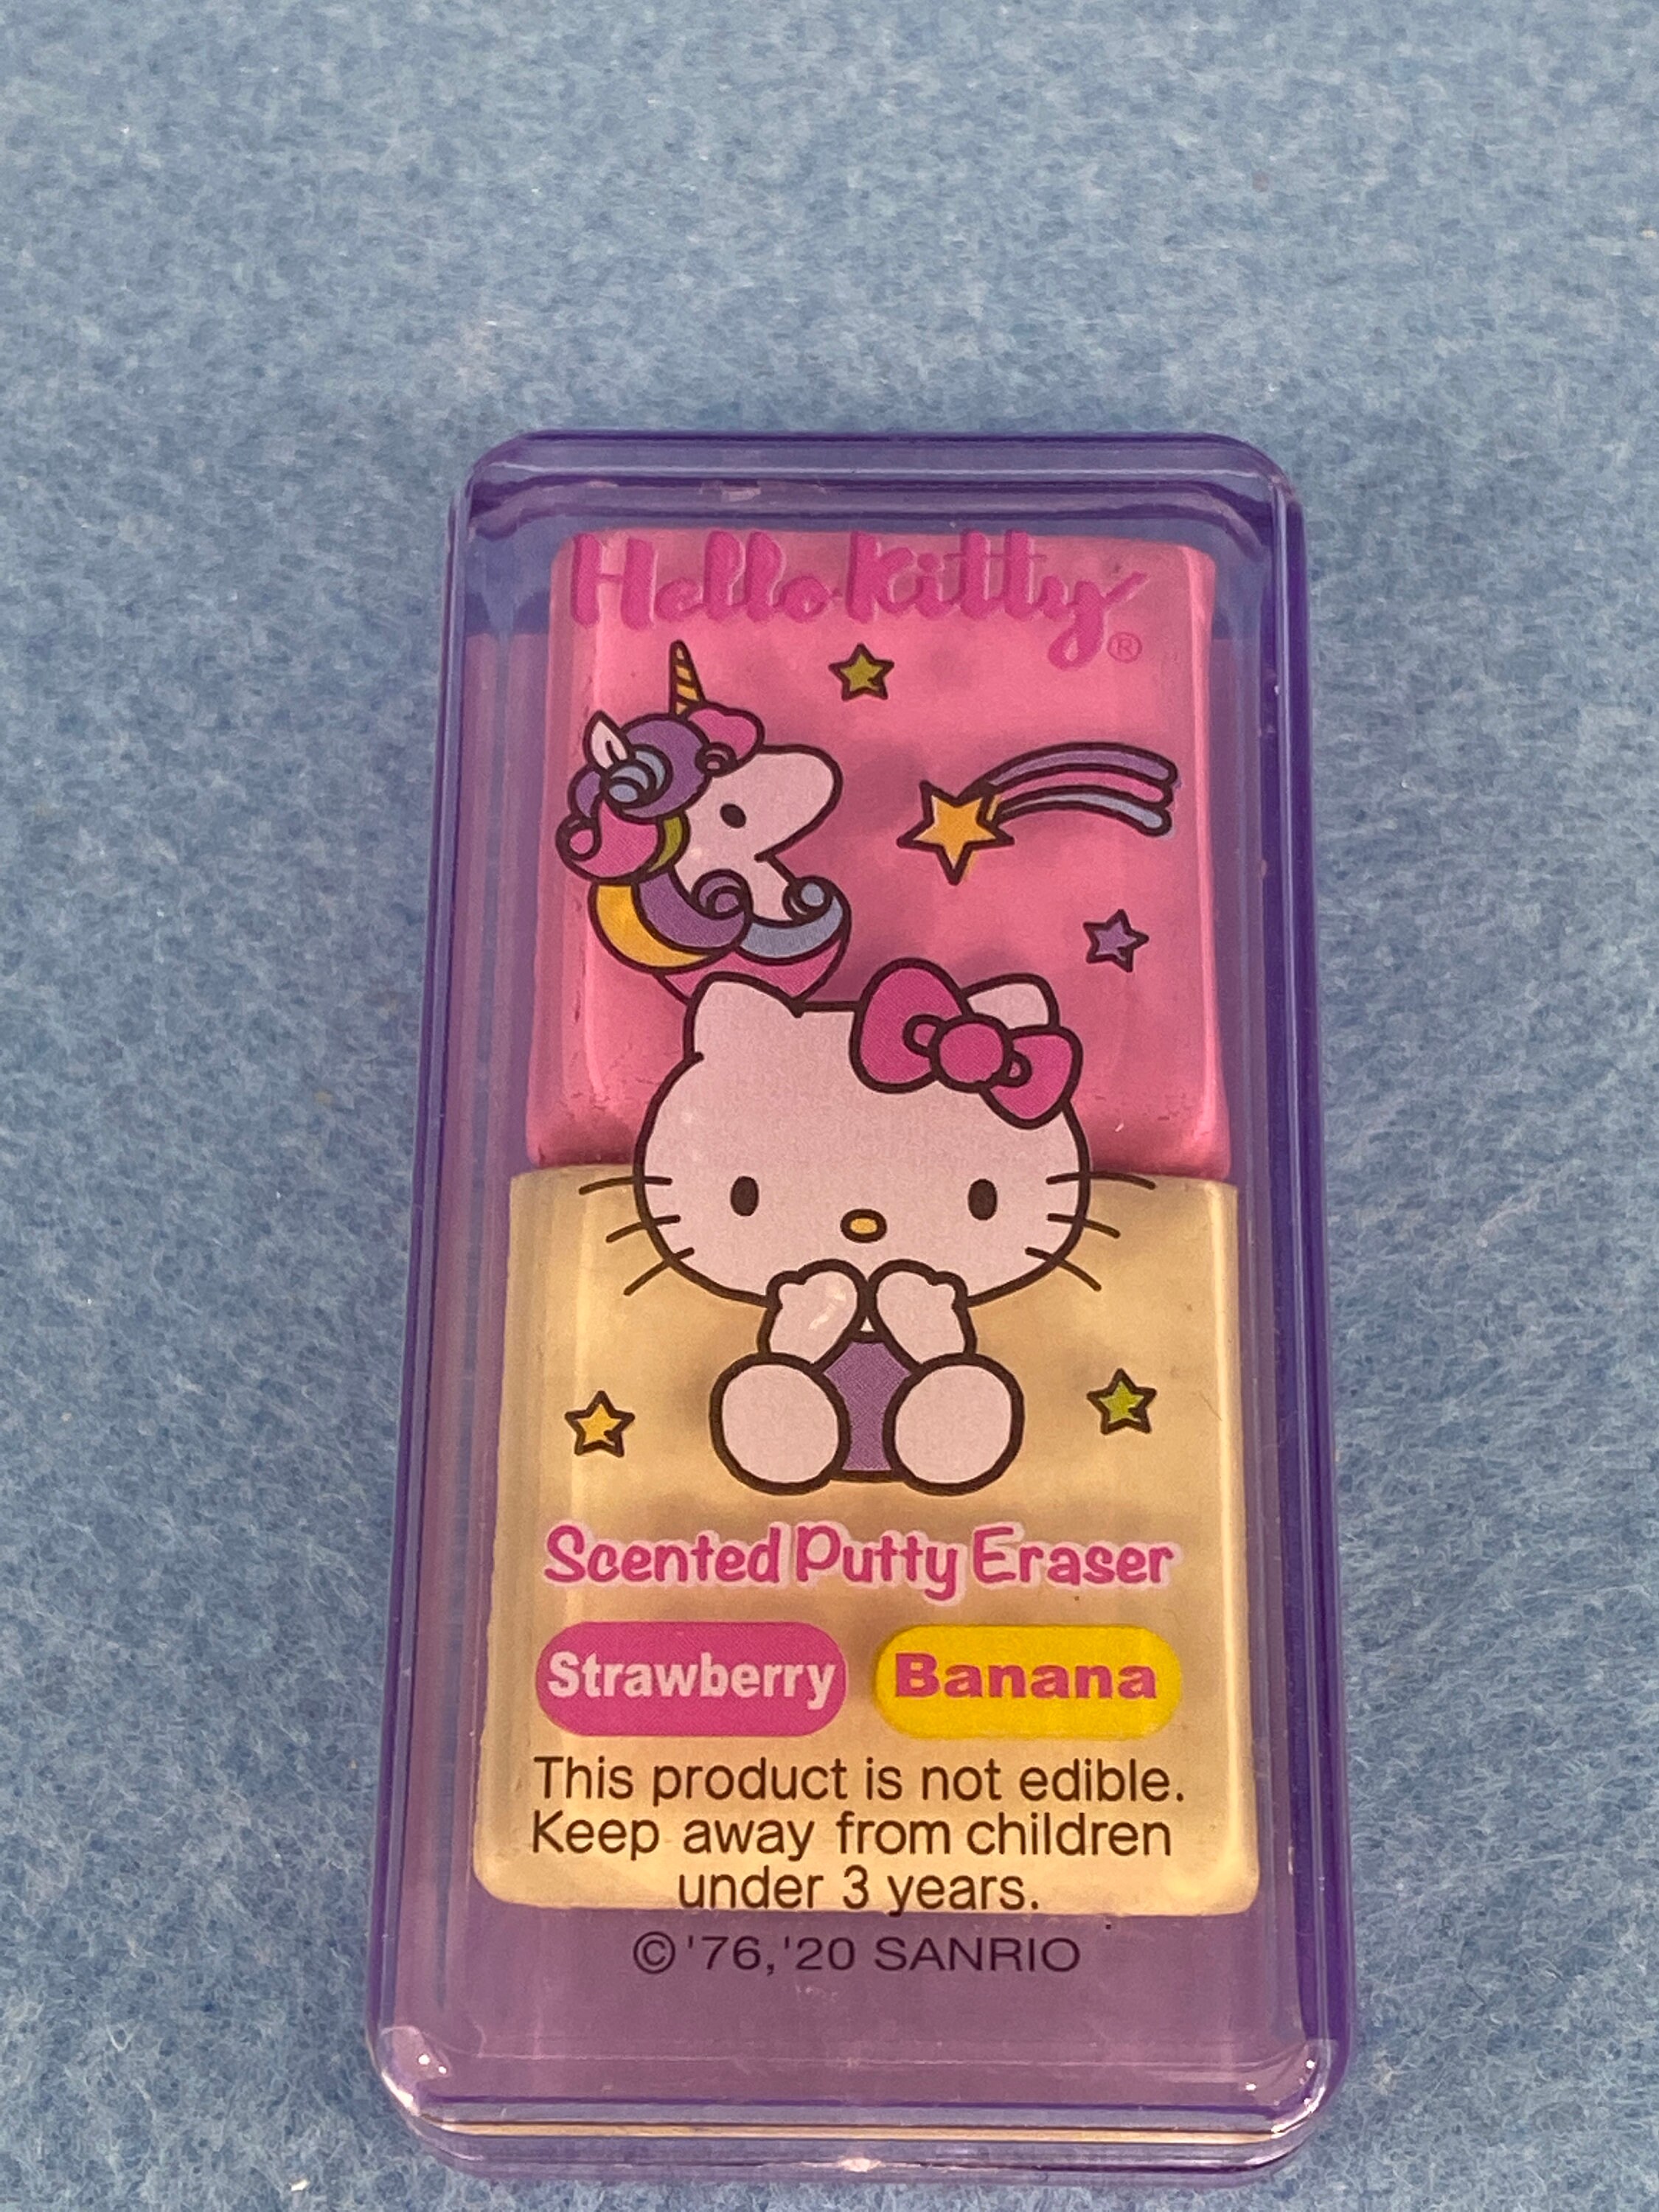 Hello Kitty
®
Scented Putty Eraser
Strawberry Banana
This product is not edible.
Keep away from children
under 3 years.
© '76,'20 SANRIO